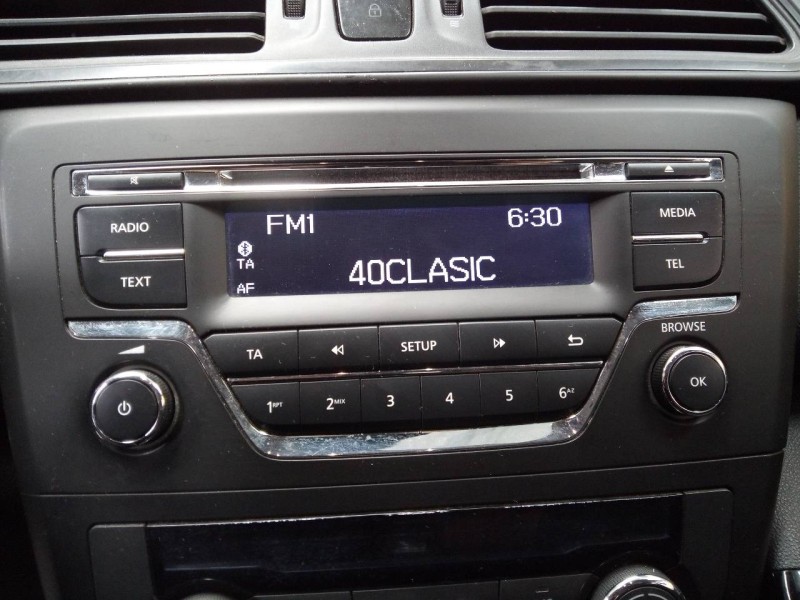 FM1 6:30
TA
40CLASIC
AF
RADIO
TEXT
MEDIA
TEL
TA SETUP
BROWSE
1RPT 2MIX 3 4 5 6AZ
OK